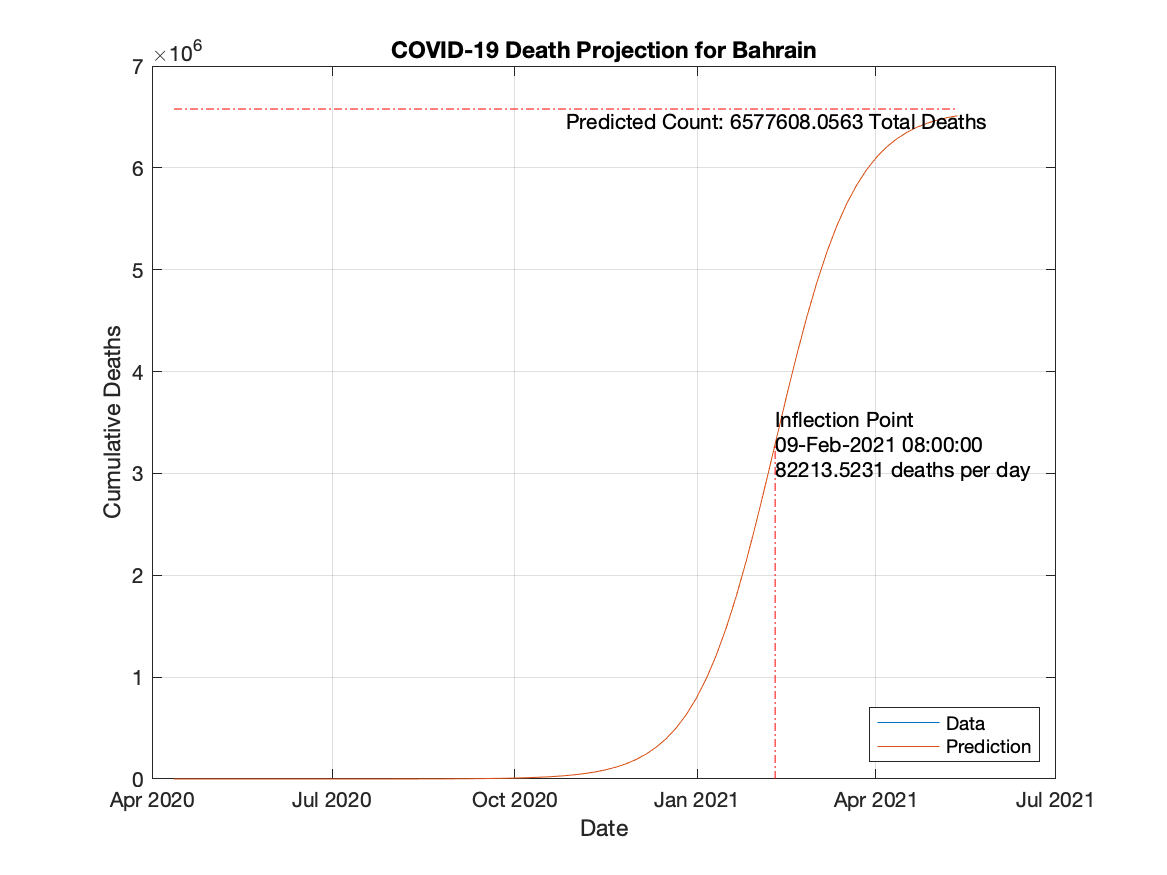 COVID-19 Death Projection for Bahrain
×10^6
7
6
5
4
3
2
1
0
Cumulative Deaths
Predicted Count: 6577608.0563 Total Deaths
Inflection Point
09-Feb-2021 08:00:00
82213.5231 deaths per day
Data
Prediction
Apr 2020 Jul 2020 Oct 2020 Jan 2021 Apr 2021 Jul 2021
Date